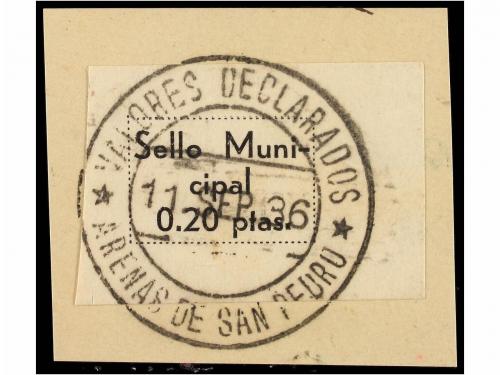 VALORES DECLARADOS
Sello Muni-
cipal
0.20 ptas.
11 SEP 36
ARENAS DE SAN PEDRO